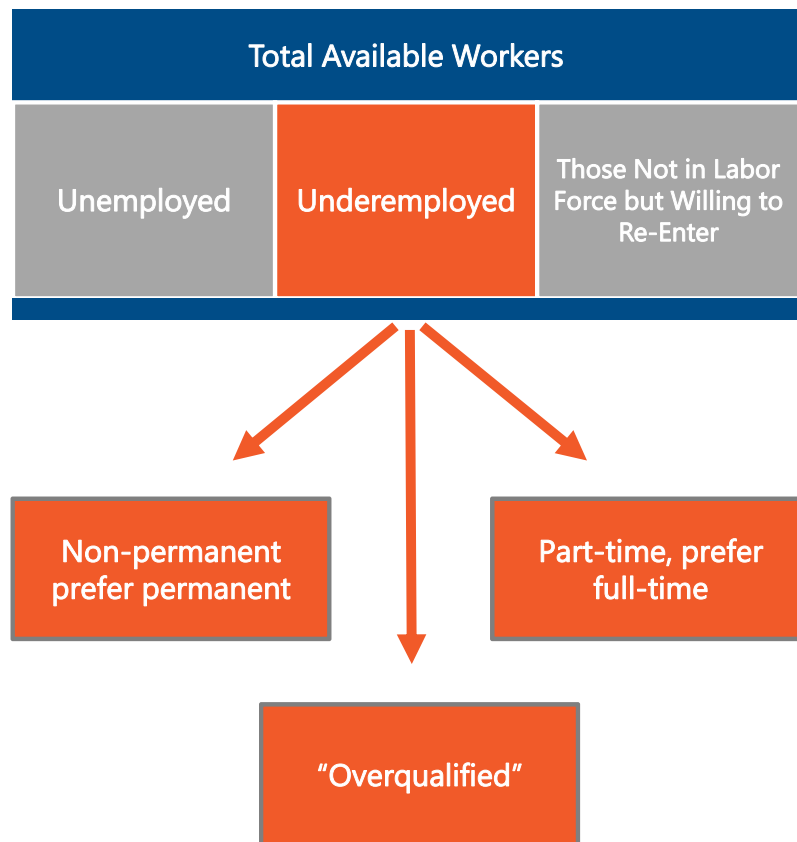 Total Available Workers
Unemployed
Underemployed
Those Not in Labor
Force but Willing to
Re-Enter
Non-permanent
prefer permanent
Part-time, prefer
full-time
“Overqualified”